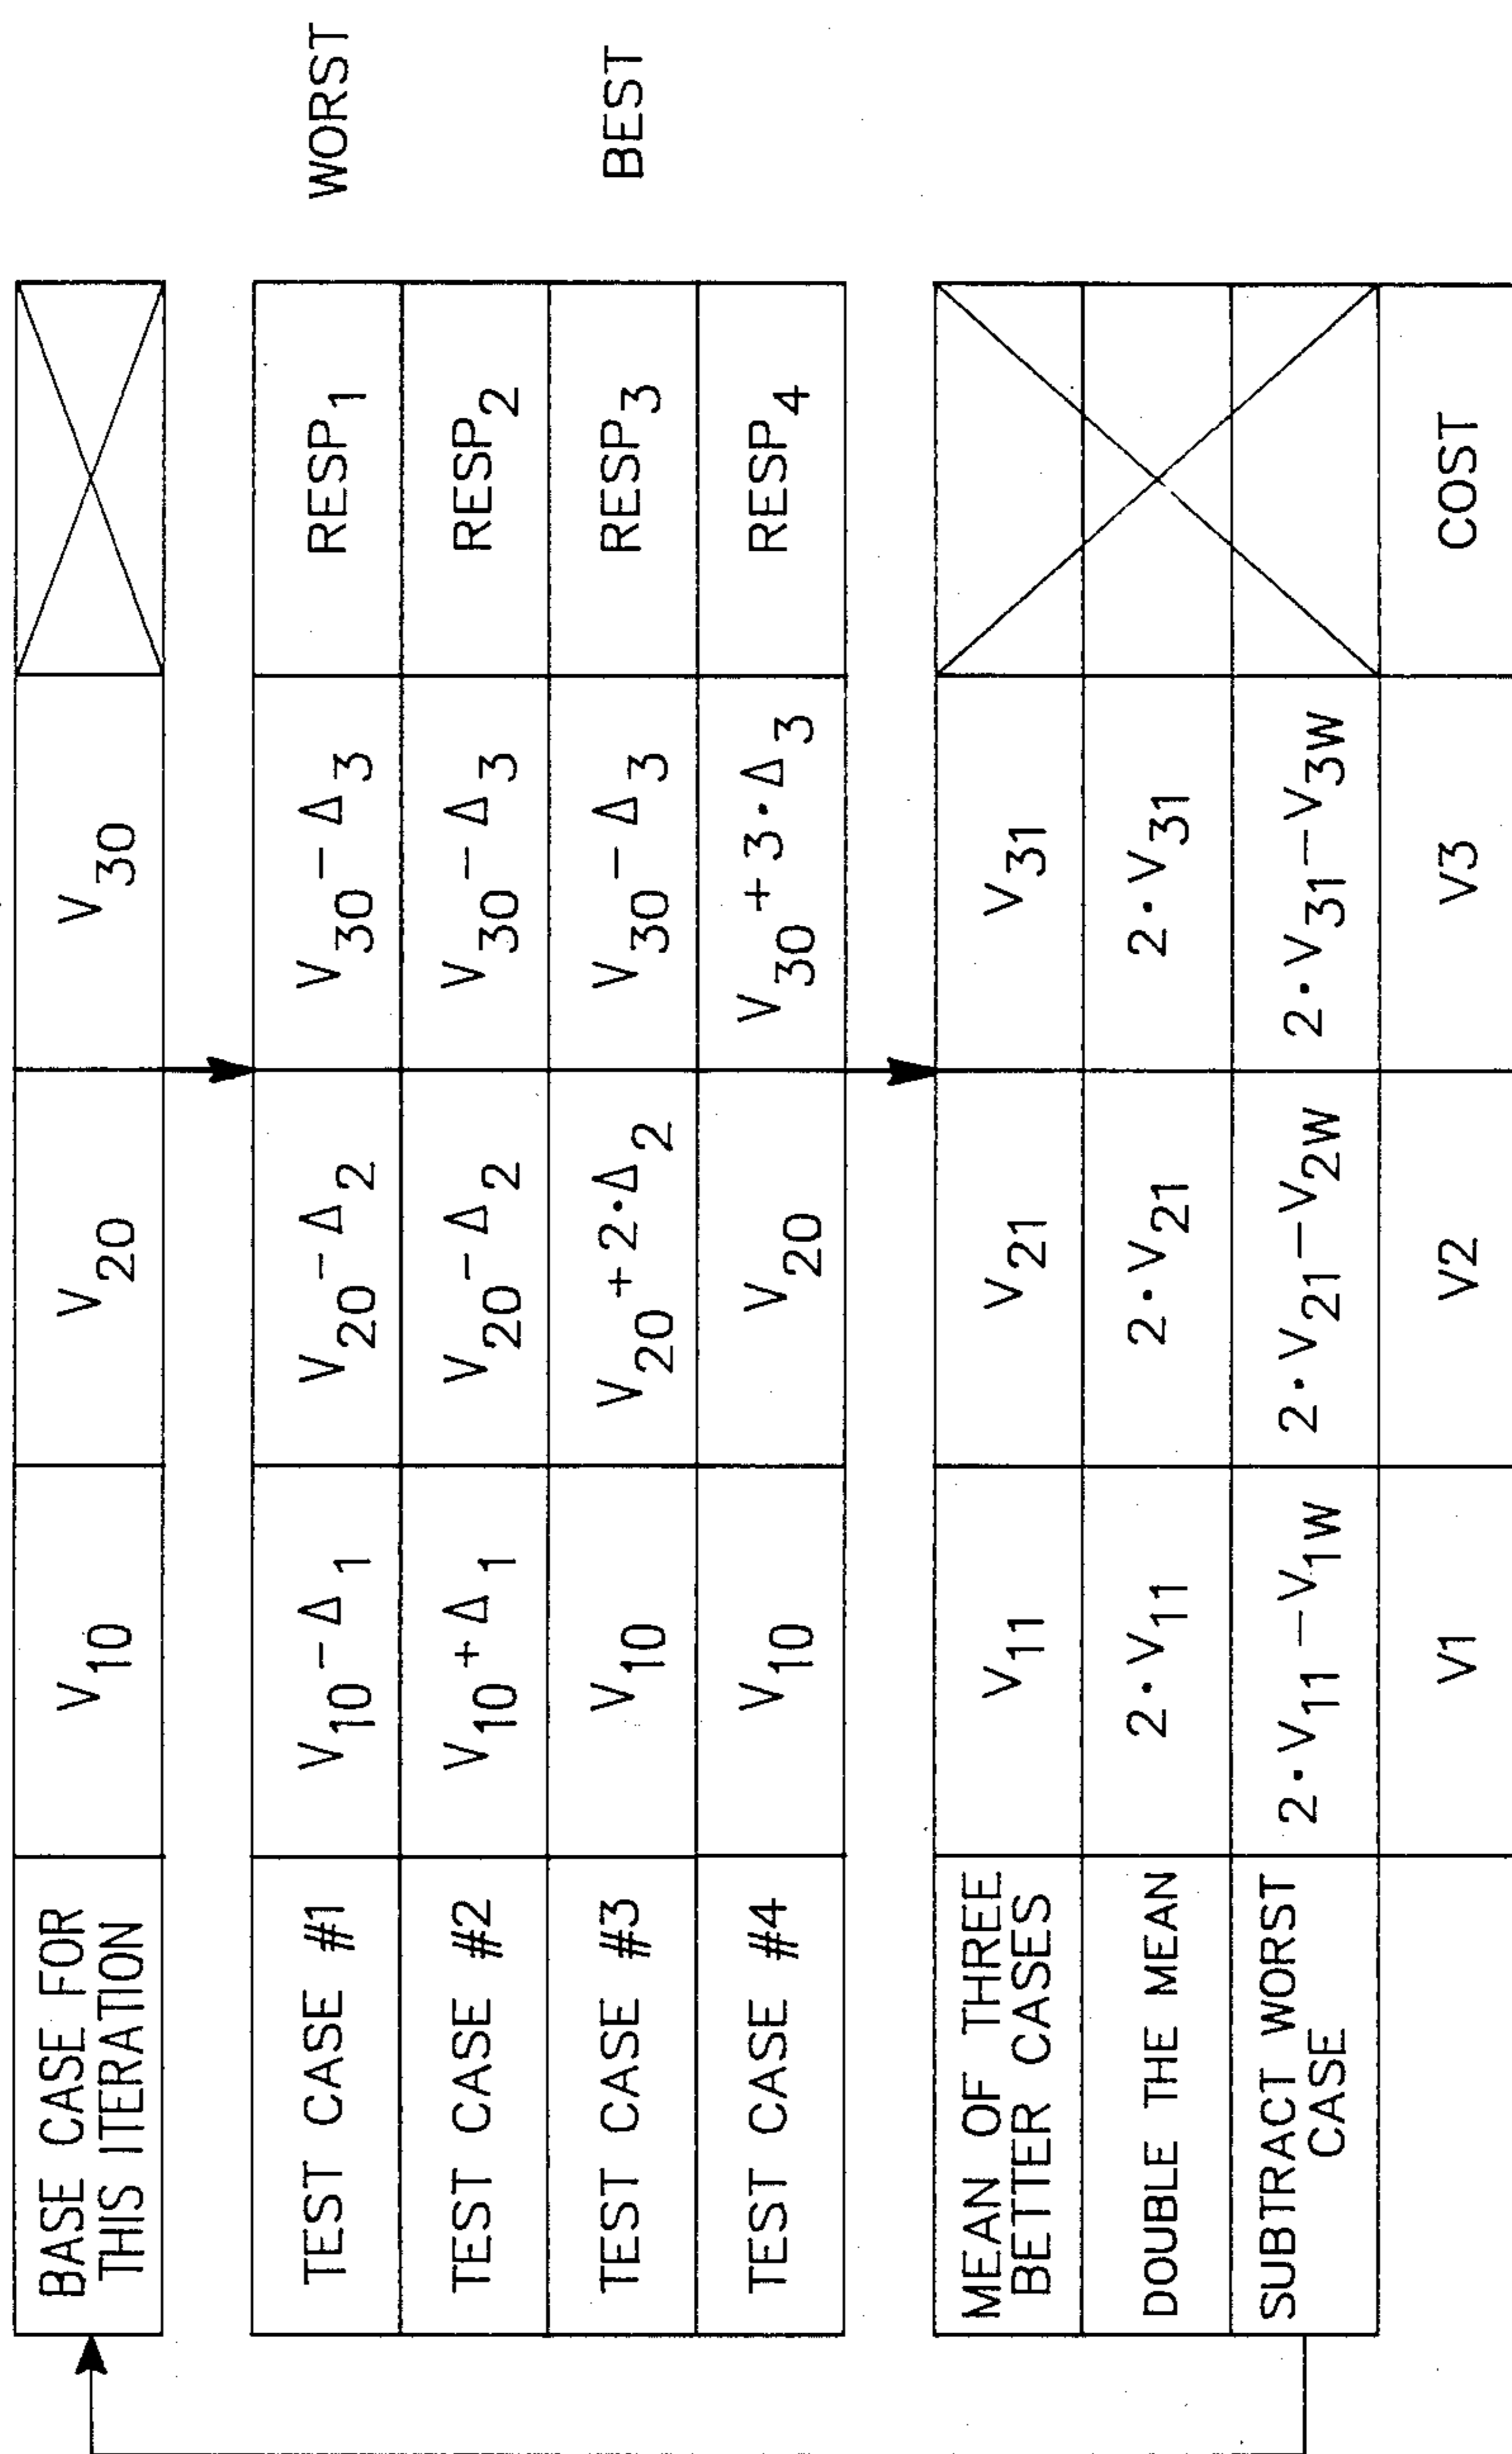 BASE CASE FOR
THIS ITERATION
V₁₀
V₂₀
V₃₀
TEST CASE #1
V₁₀ − Δ₁
V₂₀ − Δ₂
V₃₀ − Δ₃
RESP₁
WORST
TEST CASE #2
V₁₀ + Δ₁
V₂₀ − Δ₂
V₃₀ − Δ₃
RESP₂
TEST CASE #3
V₁₀
V₂₀ + 2·Δ₂
V₃₀ − Δ₃
RESP₃
BEST
TEST CASE #4
V₁₀
V₂₀
V₃₀ + 3·Δ₃
RESP₄
MEAN OF THREE
BETTER CASES
V₁₁
V₂₁
V₃₁
DOUBLE THE MEAN
2·V₁₁
2·V₂₁
2·V₃₁
SUBTRACT WORST
CASE
2·V₁₁ − V₁W
2·V₂₁ − V₂W
2·V₃₁ − V₃W
V1
V2
V3
COST